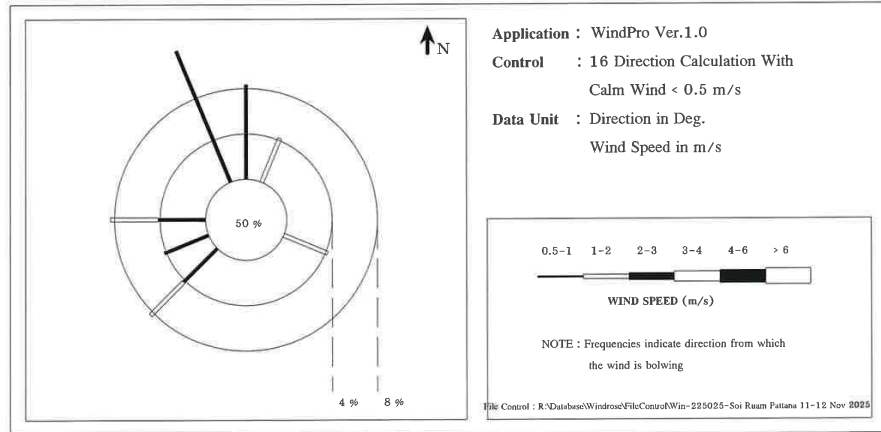 N
50 %
4 %
8 %
Application : WindPro Ver.1.0
Control : 16 Direction Calculation With
Calm Wind < 0.5 m/s
Data Unit : Direction in Deg.
Wind Speed in m/s
0.5-1 1-2 2-3 3-4 4-6 > 6
WIND SPEED (m/s)
NOTE : Frequencies indicate direction from which
the wind is bolwing
File Control : R:\Database\Windrose\FileControl\Win-225025-Soi Ruam Pattana 11-12 Nov 2025